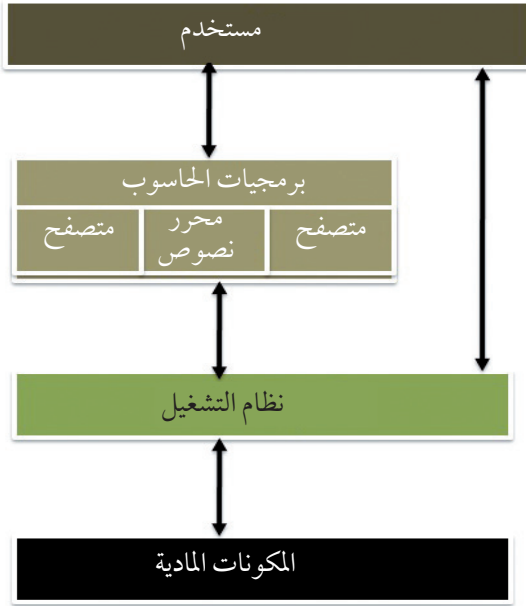 مستخدم
برمجيات الحاسوب
متصفح
محرر
نصوص
متصفح
نظام التشغيل
المكونات المادية